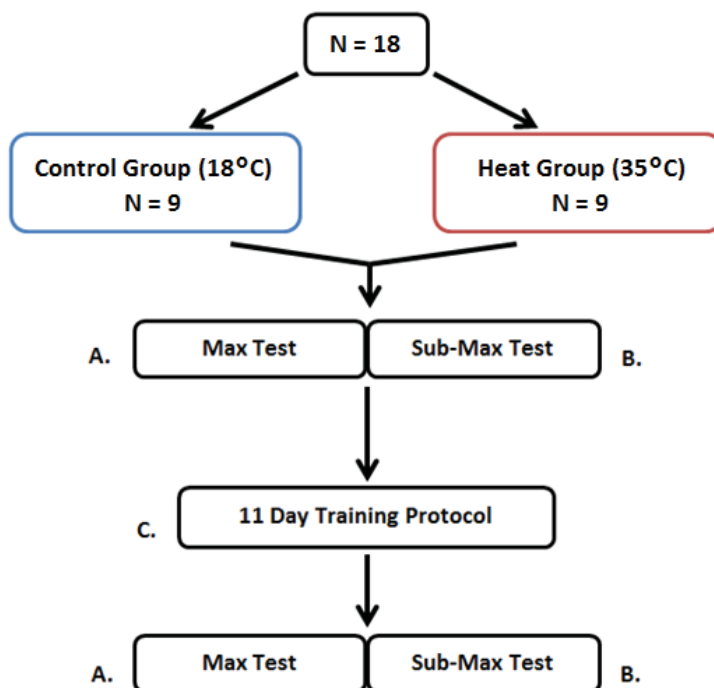 N = 18
Control Group (18°C)
N = 9
Heat Group (35°C)
N = 9
A.
Max Test
Sub-Max Test
B.
C.
11 Day Training Protocol
A.
Max Test
Sub-Max Test
B.